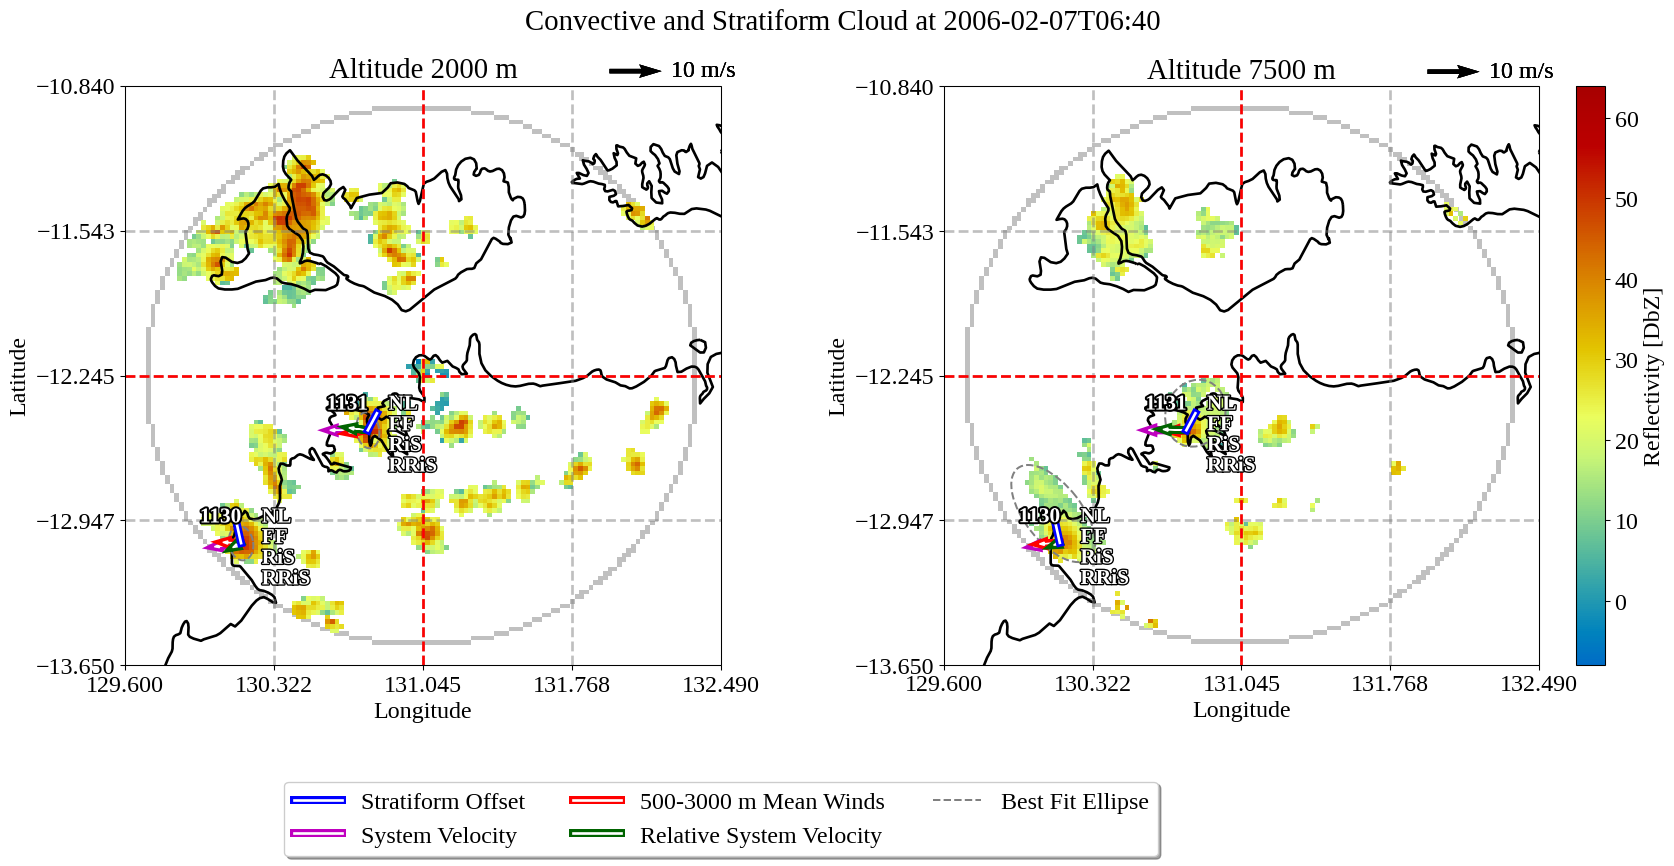 Convective and Stratiform Cloud at 2006-02-07T06:40
Altitude 2000 m
10 m/s
−10.840
−11.543
−12.245
−12.947
−13.650
Latitude
129.600
130.322
131.045
131.768
132.490
Longitude
1131
NL
FF
RiS
RRiS
1130
NL
FF
RiS
RRiS
Altitude 7500 m
10 m/s
−10.840
−11.543
−12.245
−12.947
−13.650
Latitude
129.600
130.322
131.045
131.768
132.490
Longitude
1131
NL
FF
RiS
RRiS
1130
NL
FF
RiS
RRiS
60
50
40
30
20
10
0
Reflectivity [DbZ]
Stratiform Offset
System Velocity
500-3000 m Mean Winds
Relative System Velocity
Best Fit Ellipse